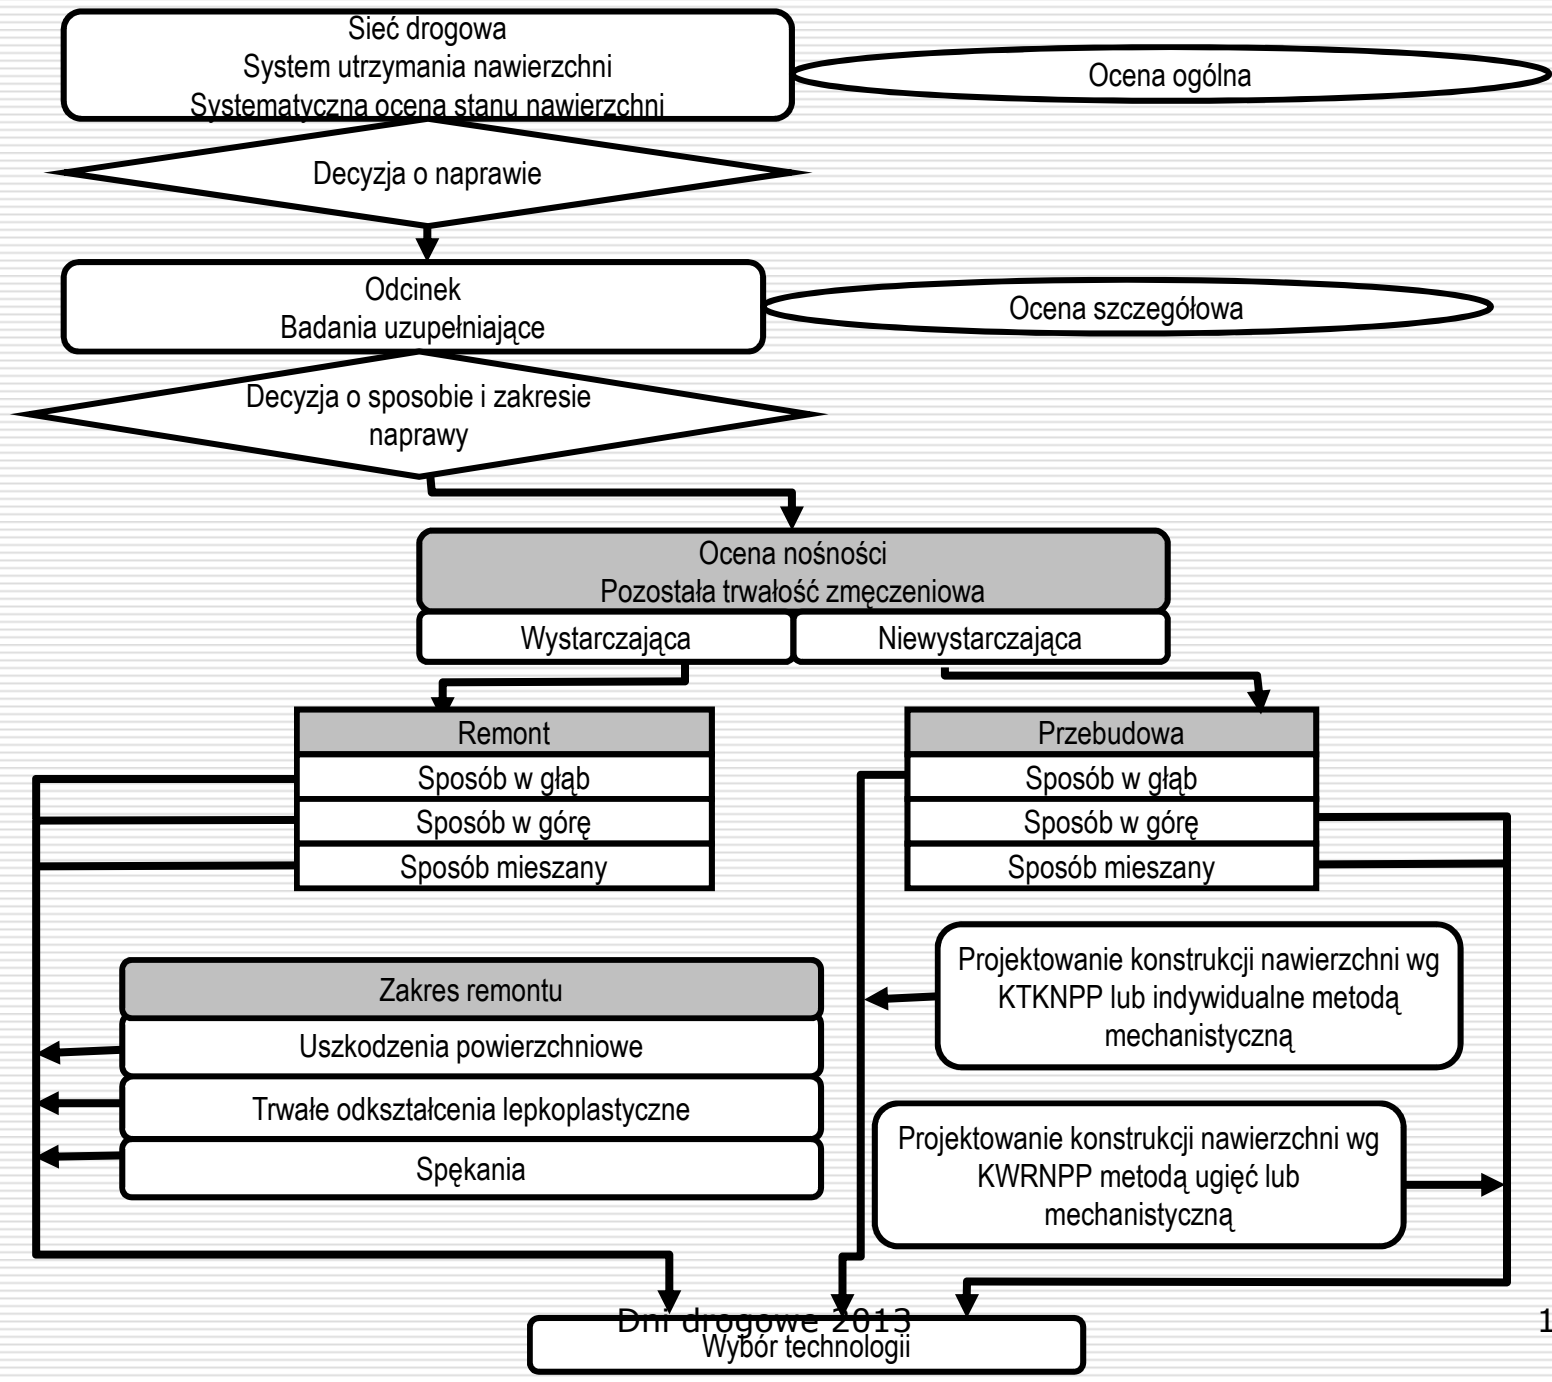 Sieć drogowa
System utrzymania nawierzchni
Systematyczna ocena stanu nawierzchni
Ocena ogólna
Decyzja o naprawie
Odcinek
Badania uzupełniające
Ocena szczegółowa
Decyzja o sposobie i zakresie
naprawy
Ocena nośności
Pozostała trwałość zmęczeniowa
Wystarczająca
Niewystarczająca
Remont
Sposób w głąb
Sposób w górę
Sposób mieszany
Przebudowa
Sposób w głąb
Sposób w górę
Sposób mieszany
Projektowanie konstrukcji nawierzchni wg
KTKNPP lub indywidualne metodą
mechanistyczną
Zakres remontu
Uszkodzenia powierzchniowe
Trwałe odkształcenia lepkoplastyczne
Spękania
Projektowanie konstrukcji nawierzchni wg
KWRNPP metodą ugięć lub
mechanistyczną
Dni drogowe 2013
1
Wybór technologii